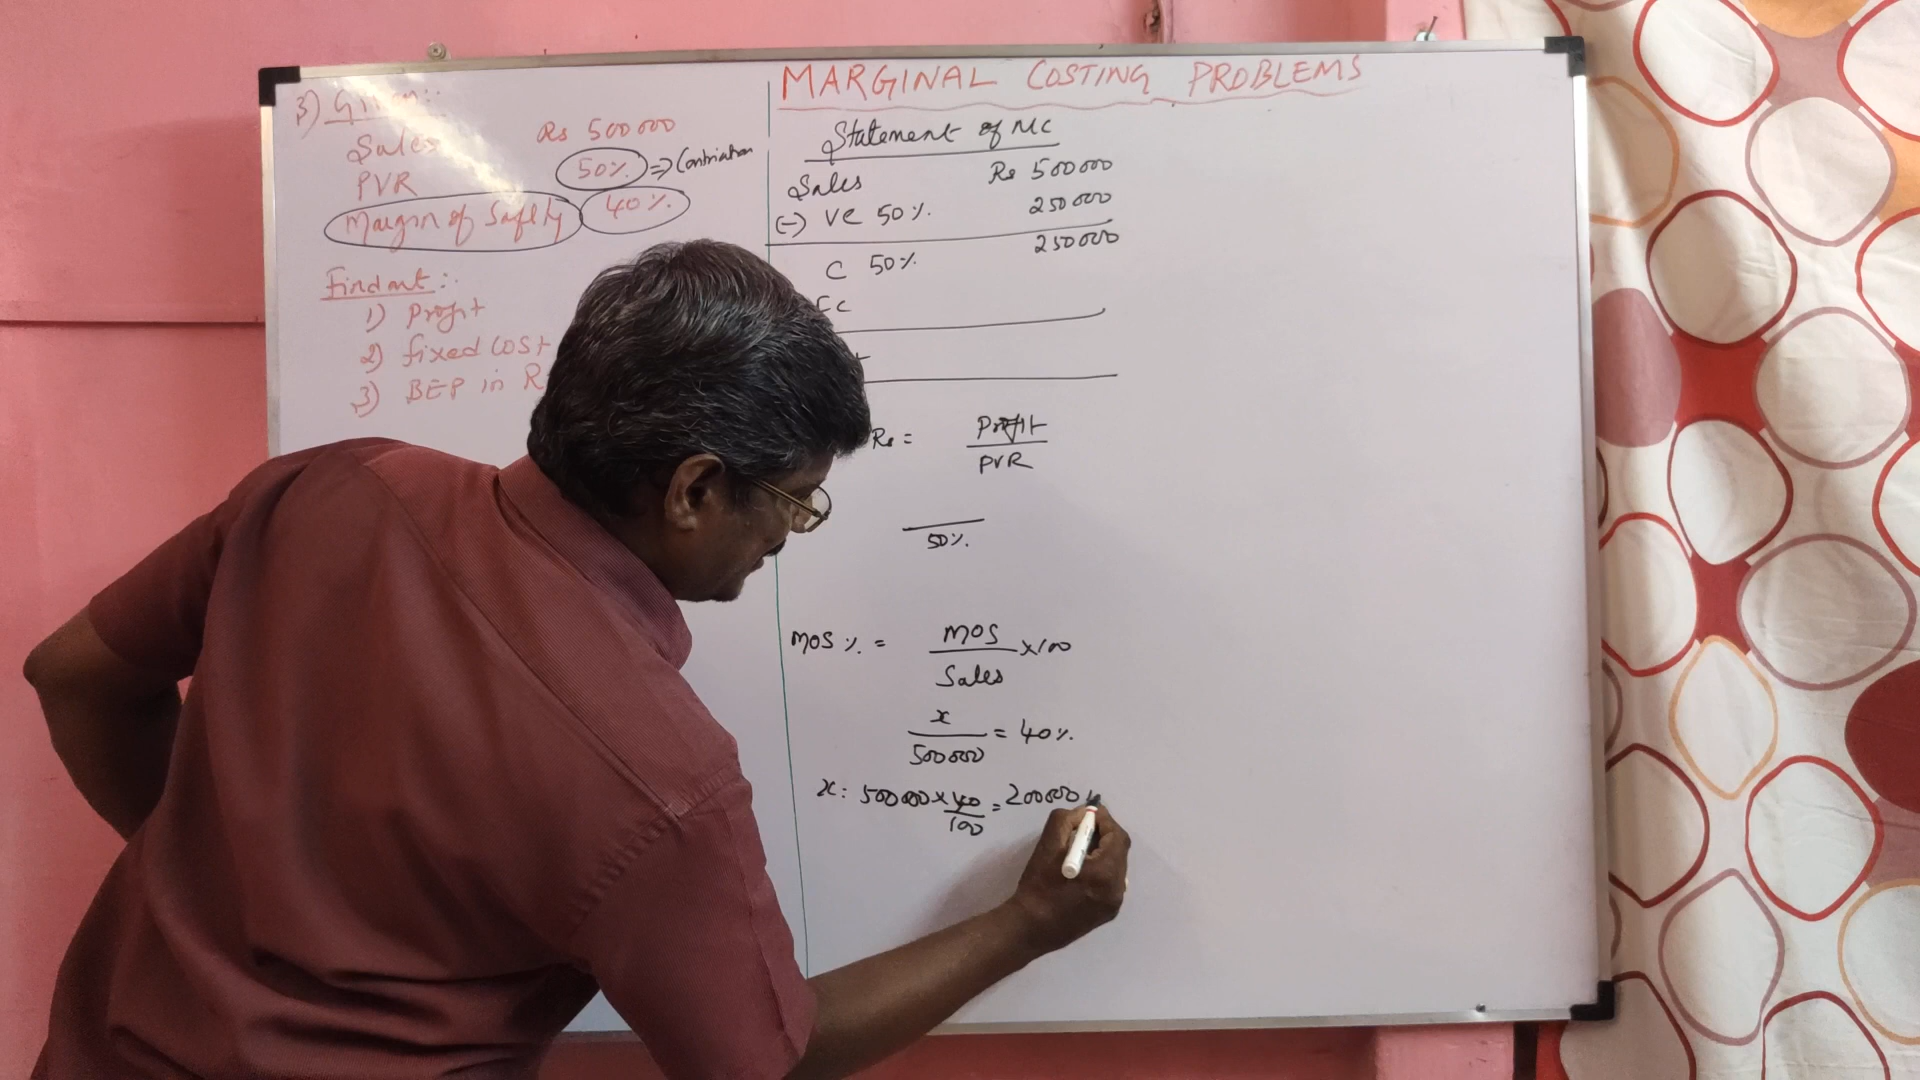 3) Given:-
Sales Rs 500000
PVR 50% => Contribution
Margin of Safety 40%
Find out:-
1) Profit
2) fixed cost
3) BEP in R
MARGINAL COSTING PROBLEMS
Statement of MC
Sales Rs 500000
(-) VC 50% 250000
C 50% 250000
Rs = Profit
PVR
50%
MOS % = MOS x100
Sales
x = 40%
500000
x: 500000 x 40 = 200000
100